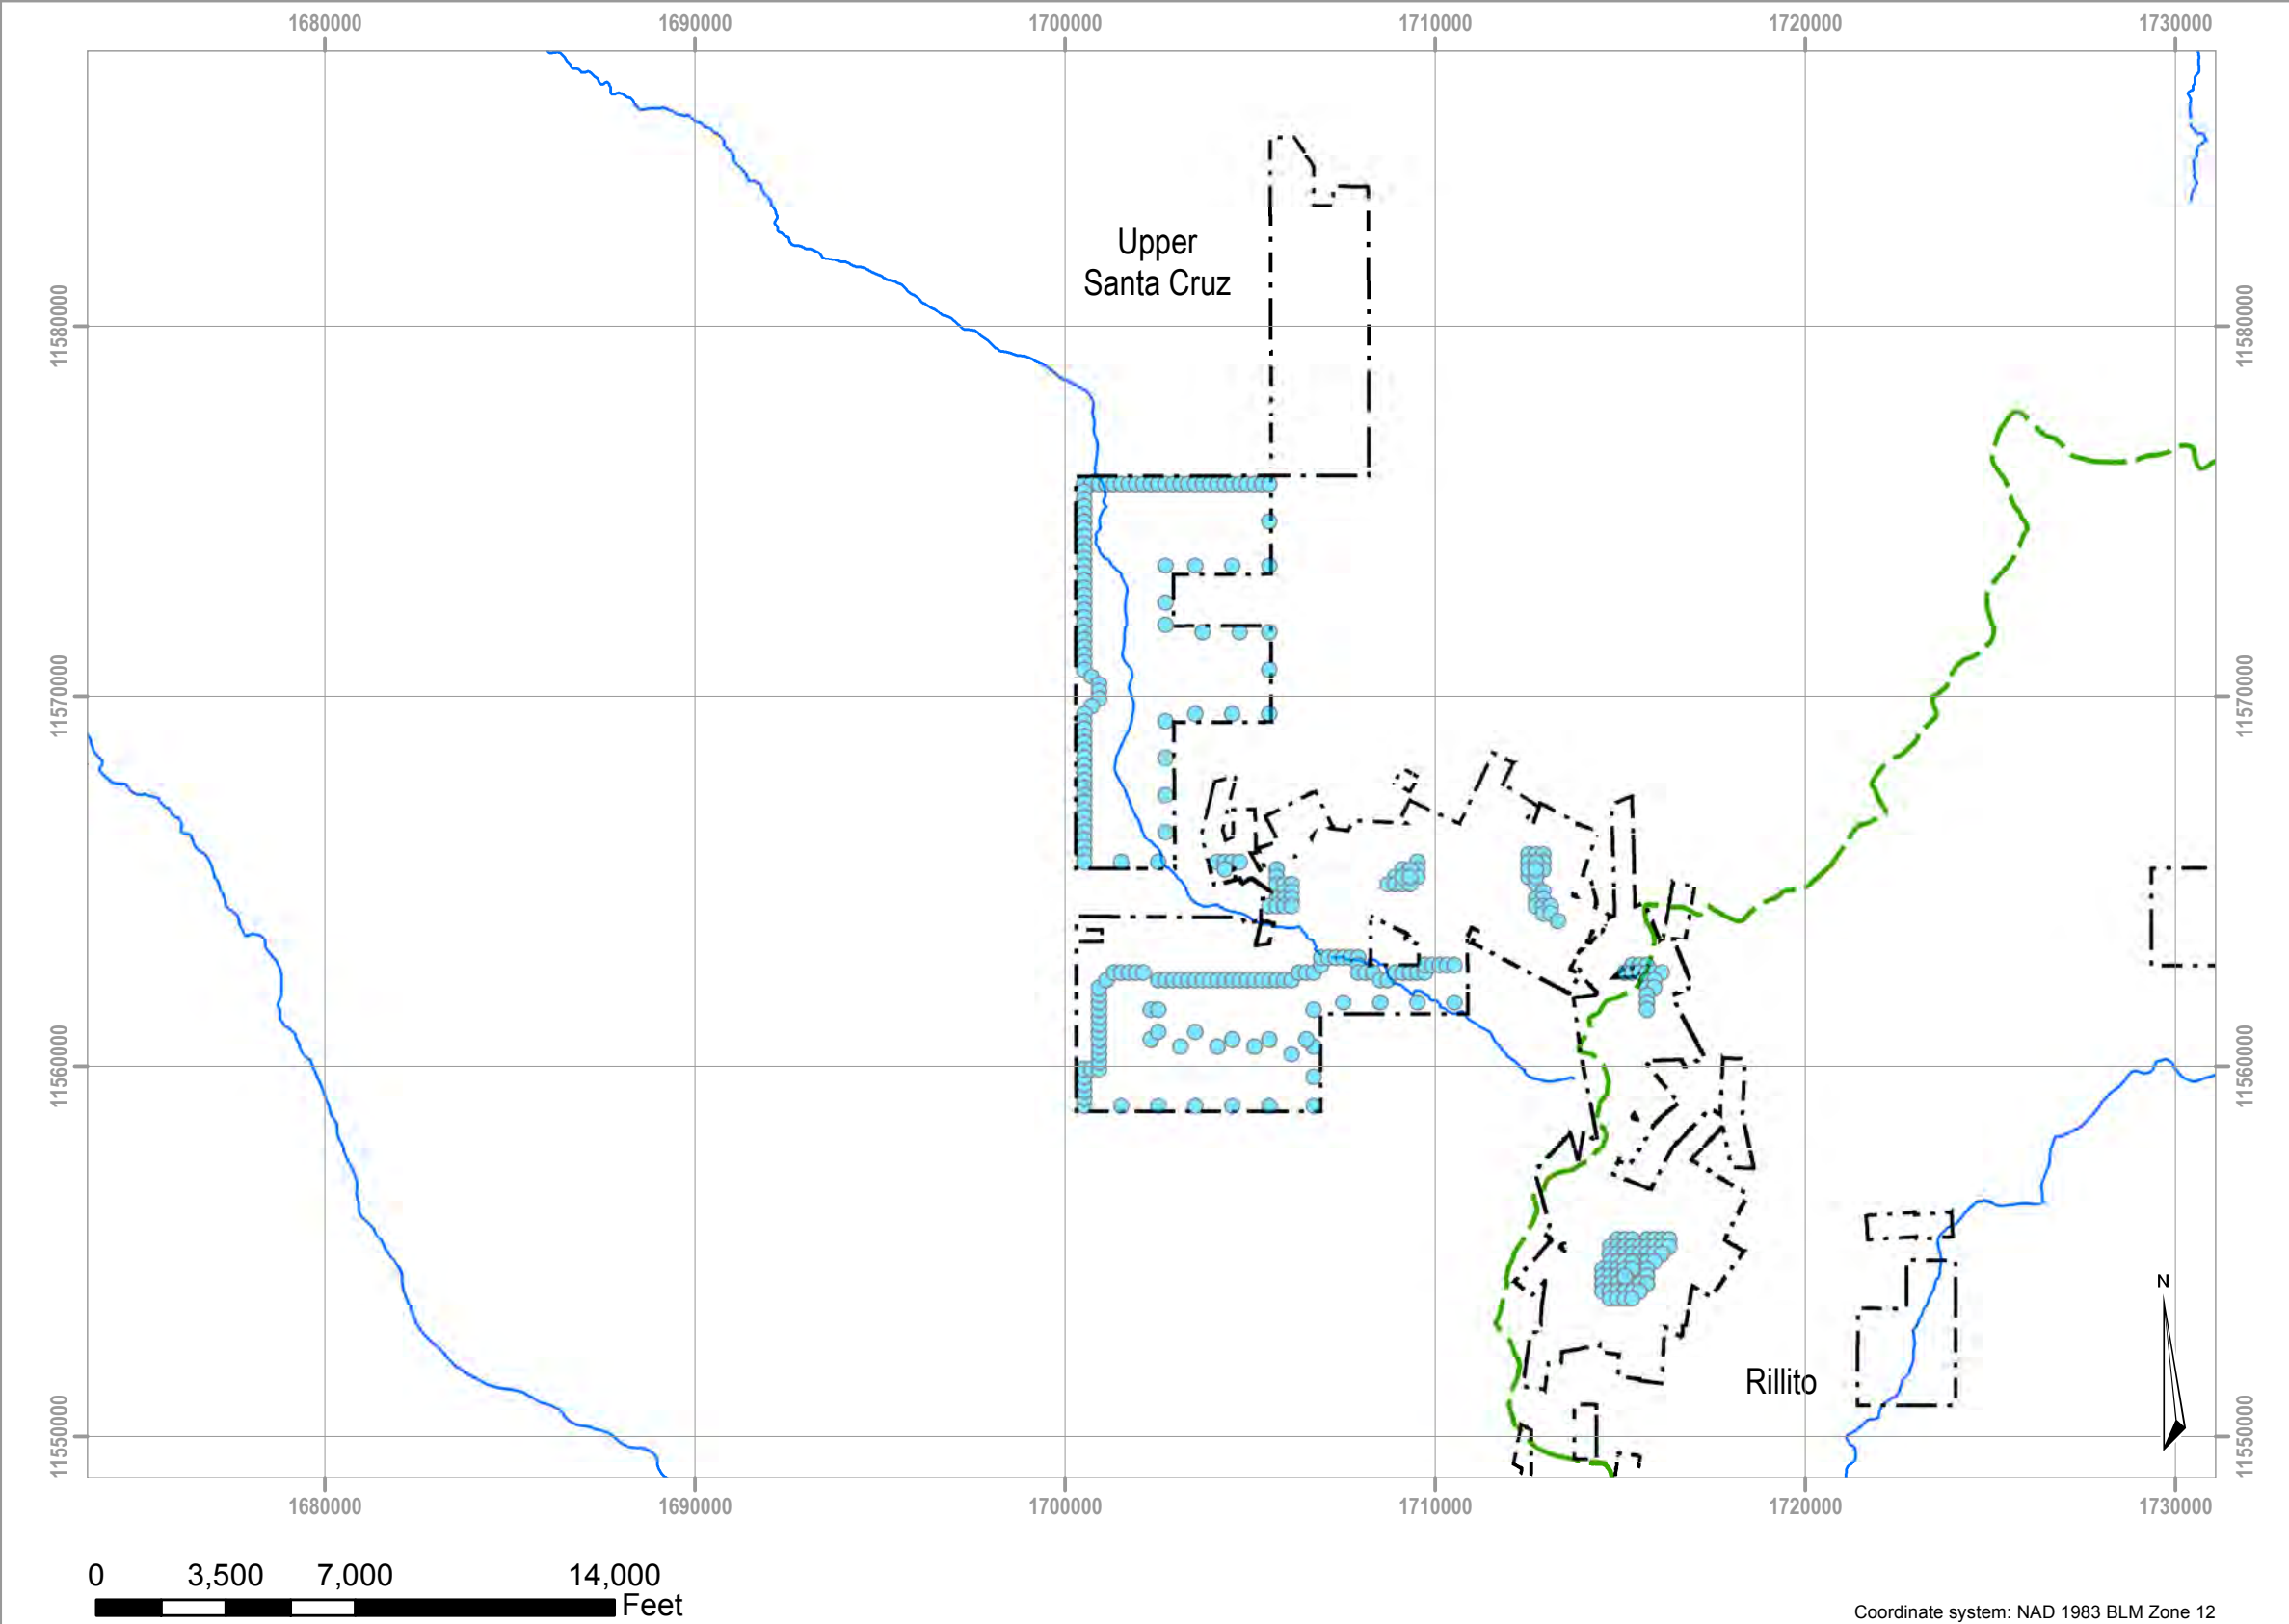 1680000 1690000 1700000 1710000 1720000 1730000
Upper
Santa Cruz
11580000 11580000
11570000 11570000
11560000 11560000
N
Rillito
11550000 11550000
1680000 1690000 1700000 1710000 1720000 1730000
0 3,500 7,000 14,000
Feet
Coordinate system: NAD 1983 BLM Zone 12